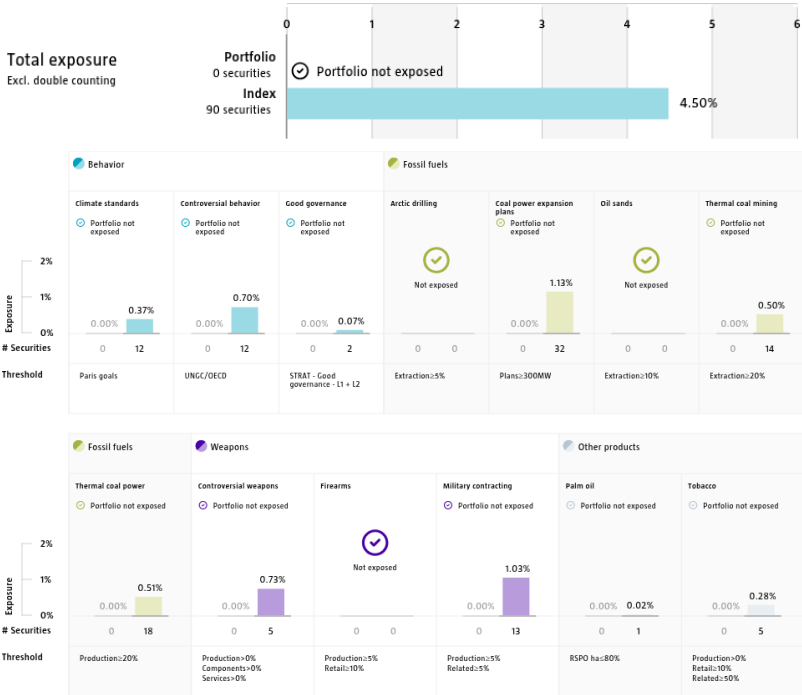 0 1 2 3 4 5 6
Total exposure
Excl. double counting
Portfolio
0 securities
Portfolio not exposed
Index
90 securities
4.50%
Behavior
Fossil fuels
Climate standards
Portfolio not
exposed
Controversial behavior
Portfolio not
exposed
Good governance
Portfolio not
exposed
Arctic drilling
Not exposed
Coal power expansion
plans
Portfolio not
exposed
Oil sands
Not exposed
Thermal coal mining
Portfolio not
exposed
Exposure
2%
1%
0%
0.00% 0.37%
0.00% 0.70%
0.00% 0.07%
0.00% 1.13%
0.00% 0.50%
# Securities 0 12 0 12 0 2 0 0 0 32 0 0 0 14
Threshold
Paris goals
UNGC/OECD
STRAT - Good
governance - L1 + L2
Extraction≥5%
Plans≥300MW
Extraction≥10%
Extraction≥20%
Fossil fuels
Weapons
Other products
Thermal coal power
Portfolio not exposed
Controversial weapons
Portfolio not exposed
Firearms
Not exposed
Military contracting
Portfolio not exposed
Palm oil
Portfolio not exposed
Tobacco
Portfolio not exposed
Exposure
2%
1%
0%
0.00% 0.51%
0.00% 0.73%
0.00% 1.03%
0.00% 0.02%
0.00% 0.28%
# Securities 0 18 0 5 0 0 0 13 0 1 0 5
Threshold
Production≥20%
Production>0%
Components>0%
Services>0%
Production≥5%
Retail≥10%
Production≥5%
Related≥5%
RSPO ha≤80%
Production>0%
Retail≥10%
Related≥50%